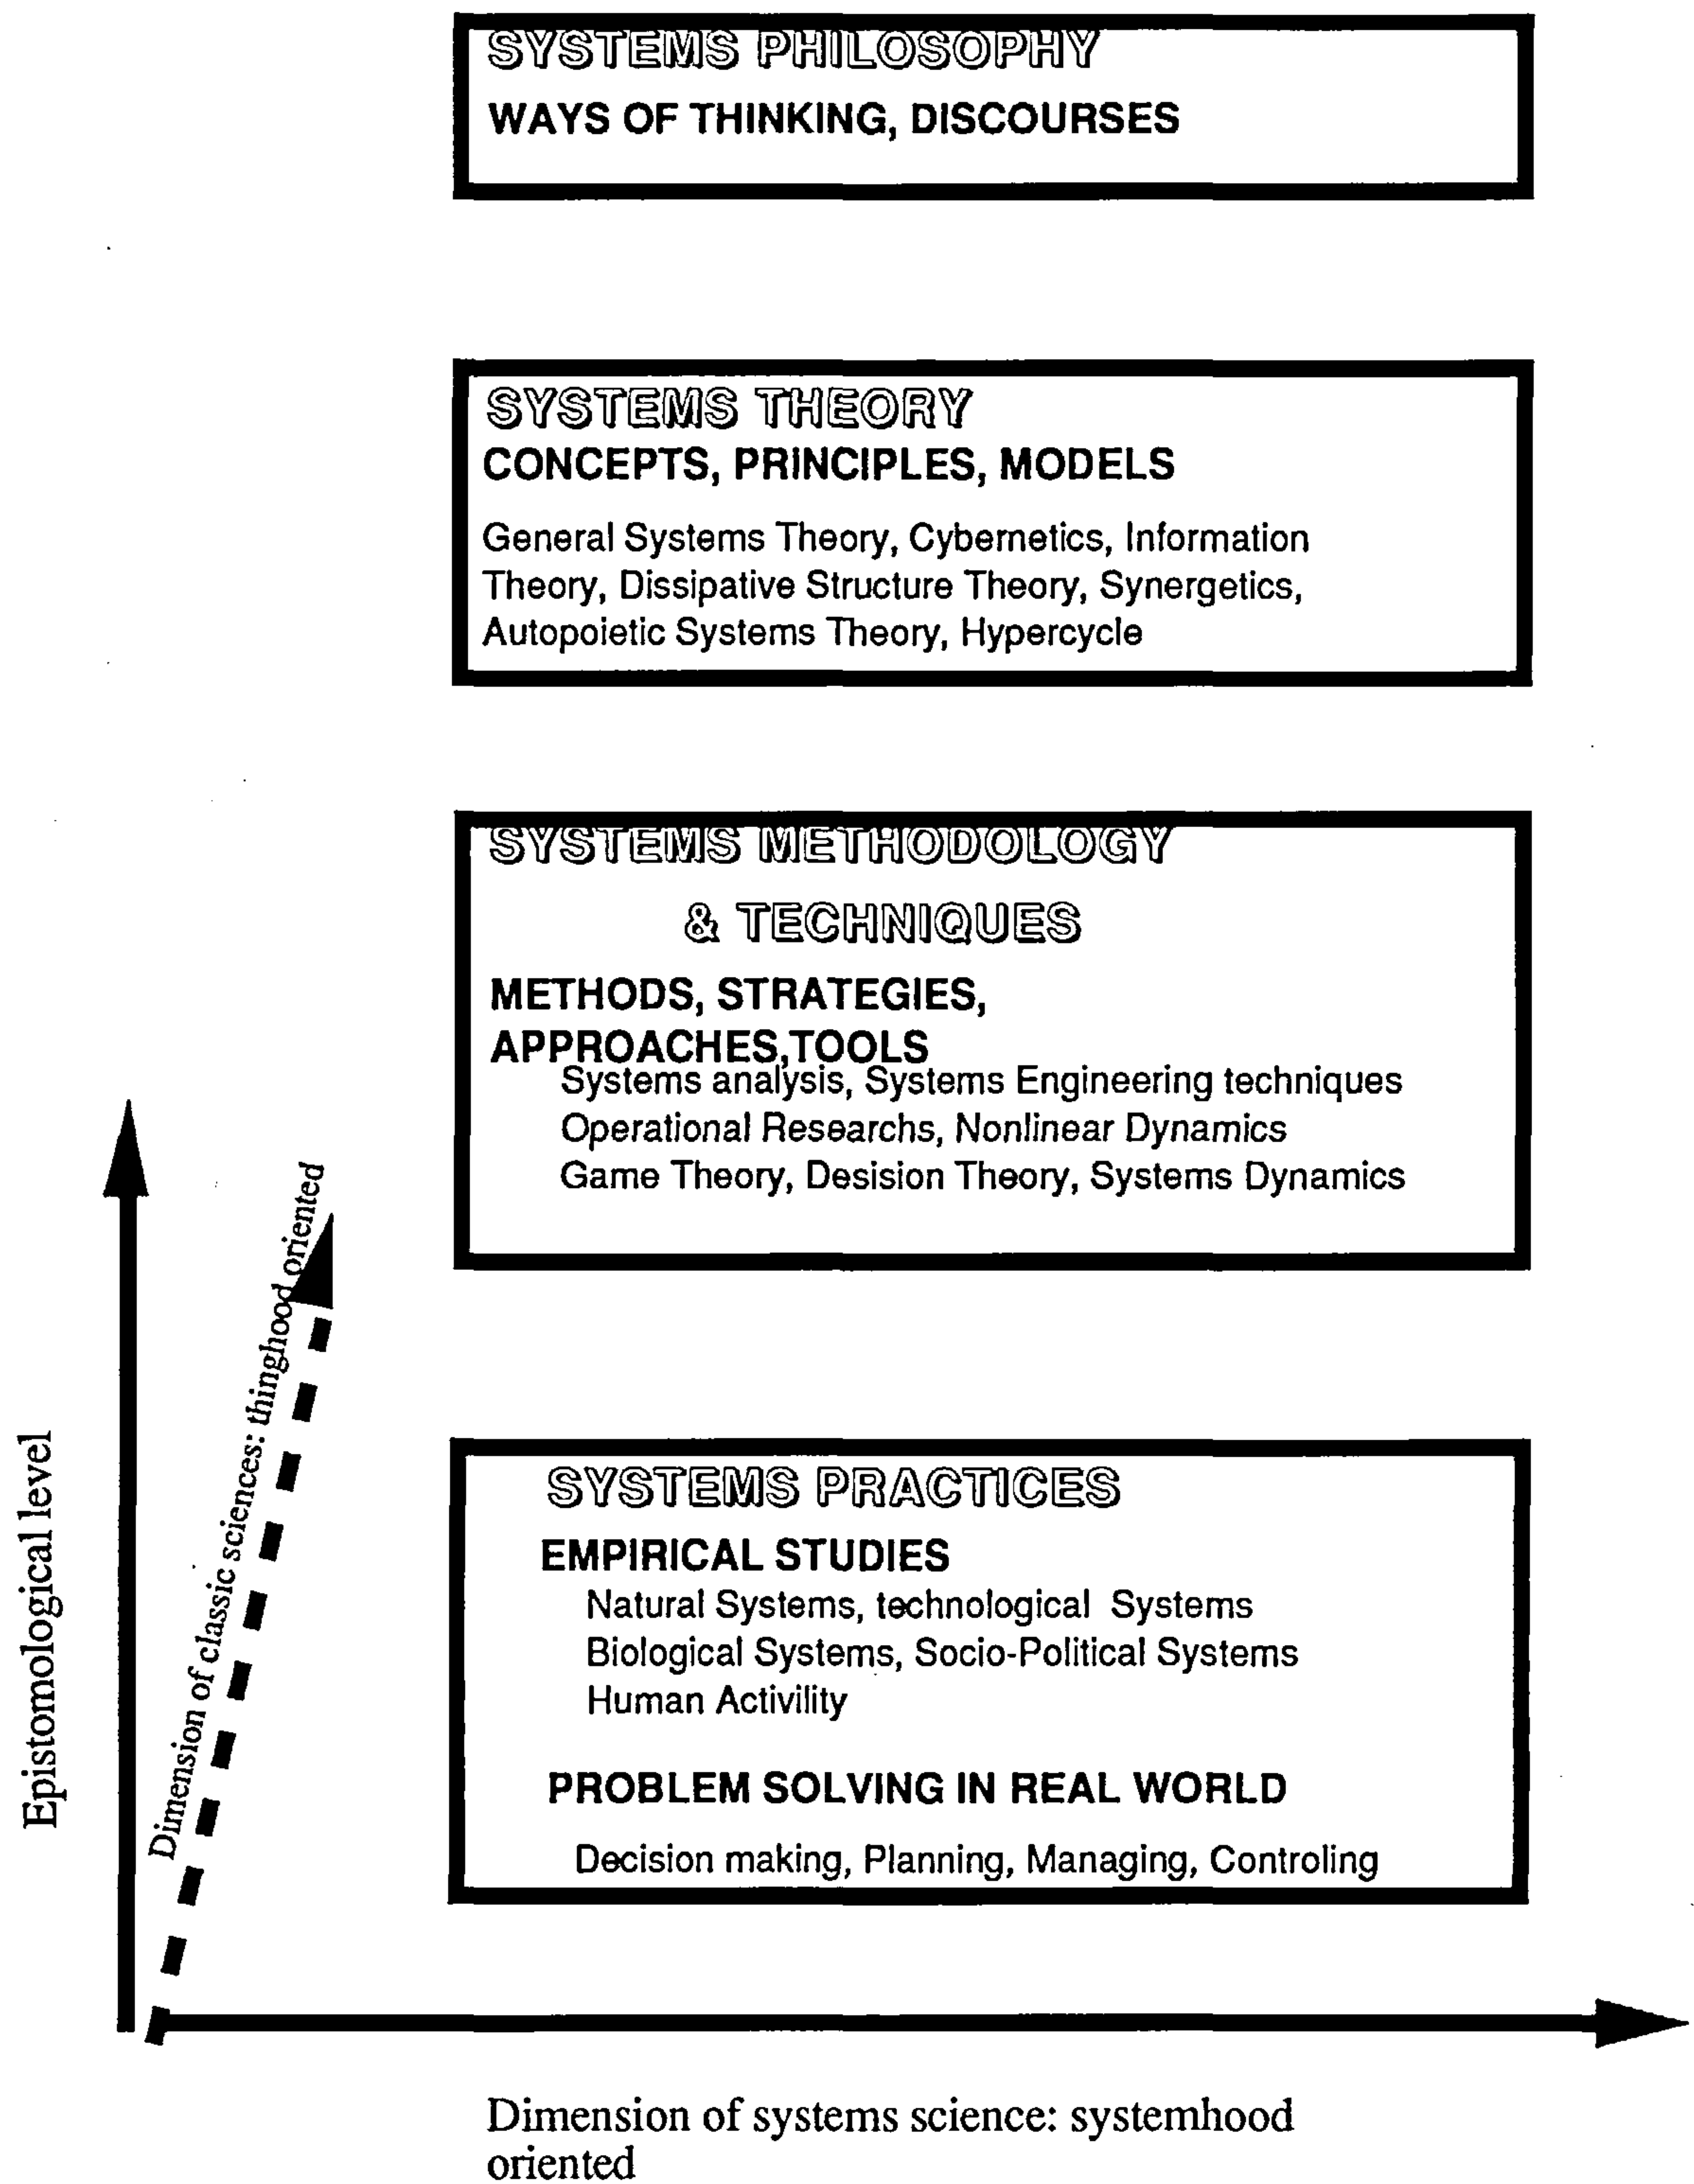 SYSTEMS PHILOSOPHY
WAYS OF THINKING, DISCOURSES
SYSTEMS THEORY
CONCEPTS, PRINCIPLES, MODELS
General Systems Theory, Cybernetics, Information
Theory, Dissipative Structure Theory, Synergetics,
Autopoietic Systems Theory, Hypercycle
SYSTEMS METHODOLOGY
& TECHNIQUES
METHODS, STRATEGIES,
APPROACHES,TOOLS
Systems analysis, Systems Engineering techniques
Operational Researchs, Nonlinear Dynamics
Game Theory, Desision Theory, Systems Dynamics
SYSTEMS PRACTICES
EMPIRICAL STUDIES
Natural Systems, technological Systems
Biological Systems, Socio-Political Systems
Human Activility
PROBLEM SOLVING IN REAL WORLD
Decision making, Planning, Managing, Controling
Epistomological level
Dimension of classic sciences: thinghood oriented
Dimension of systems science: systemhood
oriented